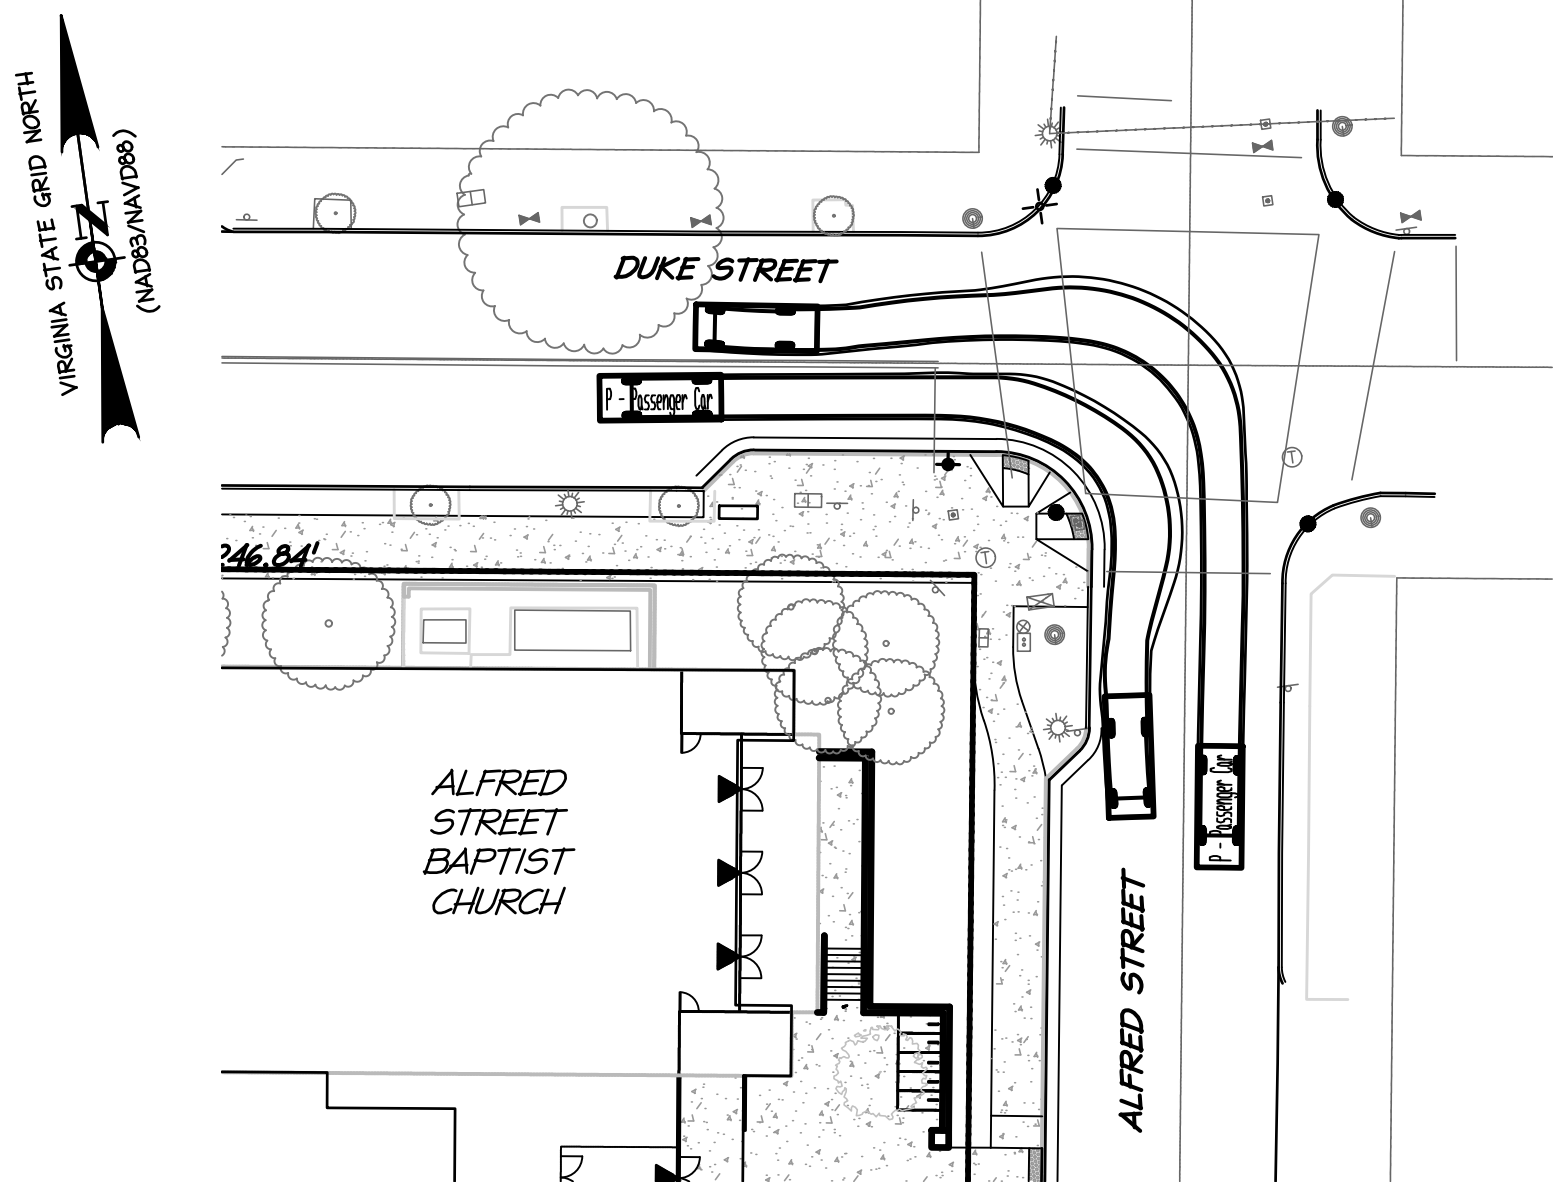 VIRGINIA STATE GRID NORTH
(NAD83/NAVD88)
N
DUKE STREET
P - Passenger Car
246.84'
T
T
ALFRED
STREET
BAPTIST
CHURCH
P - Passenger Car
ALFRED STREET